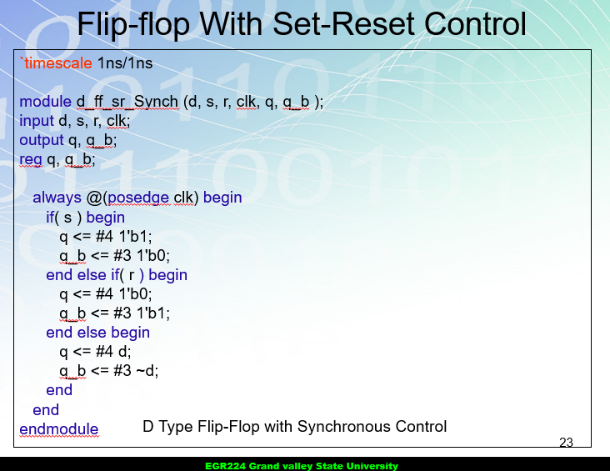 Flip-flop With Set-Reset Control
`timescale 1ns/1ns
module d_ff_sr_Synch (d, s, r, clk, q, q_b );
input d, s, r, clk;
output q, q_b;
reg q, q_b;
always @(posedge clk) begin
if( s ) begin
q <= #4 1'b1;
q_b <= #3 1'b0;
end else if( r ) begin
q <= #4 1'b0;
q_b <= #3 1'b1;
end else begin
q <= #4 d;
q_b <= #3 ~d;
end
end
endmodule
D Type Flip-Flop with Synchronous Control
23
EGR224 Grand valley State University